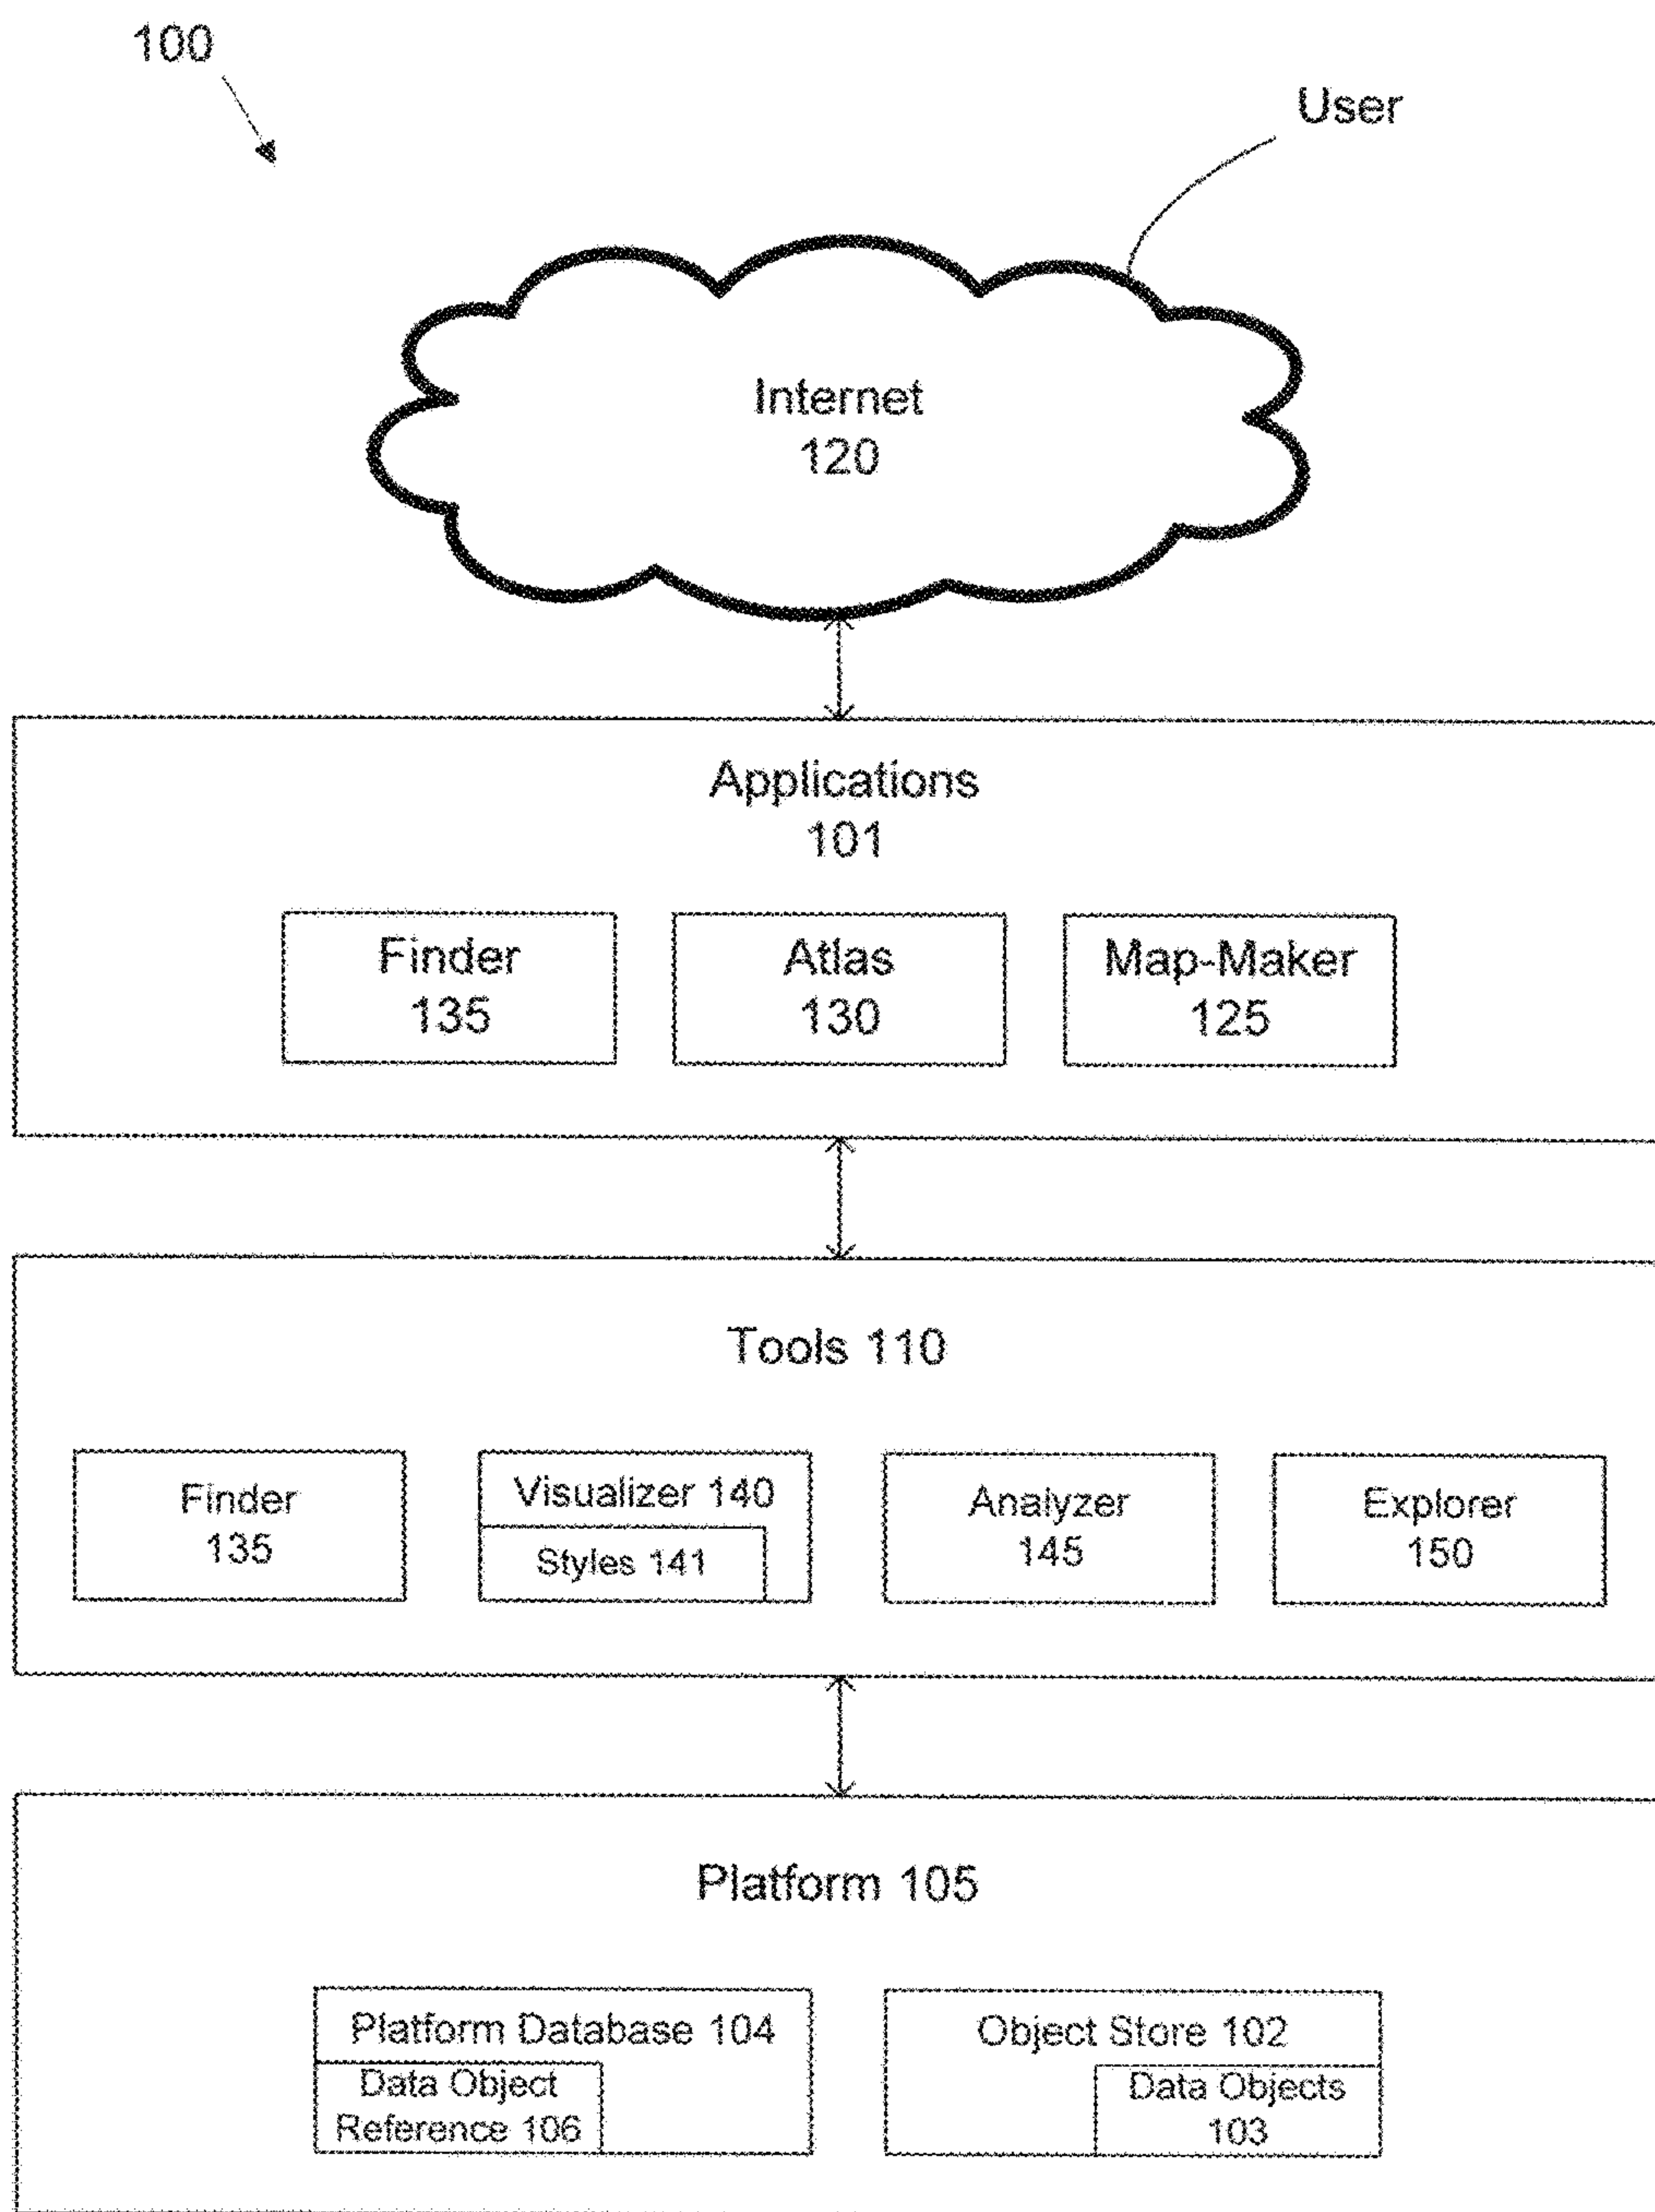 100
User
Internet
120
Applications
101
Finder
135
Atlas
130
Map-Maker
125
Tools 110
Finder
135
Visualizer 140
Styles 141
Analyzer
145
Explorer
150
Platform 105
Platform Database 104
Data Object
Reference 106
Object Store 102
Data Objects
103